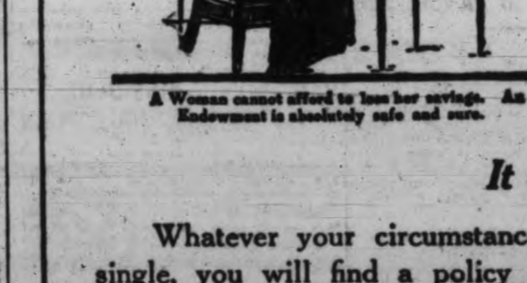 A Woman cannot afford to lose her savings. An
Endowment is absolutely safe and sure.
It
Whatever your circumstanc
single, you will find a policy